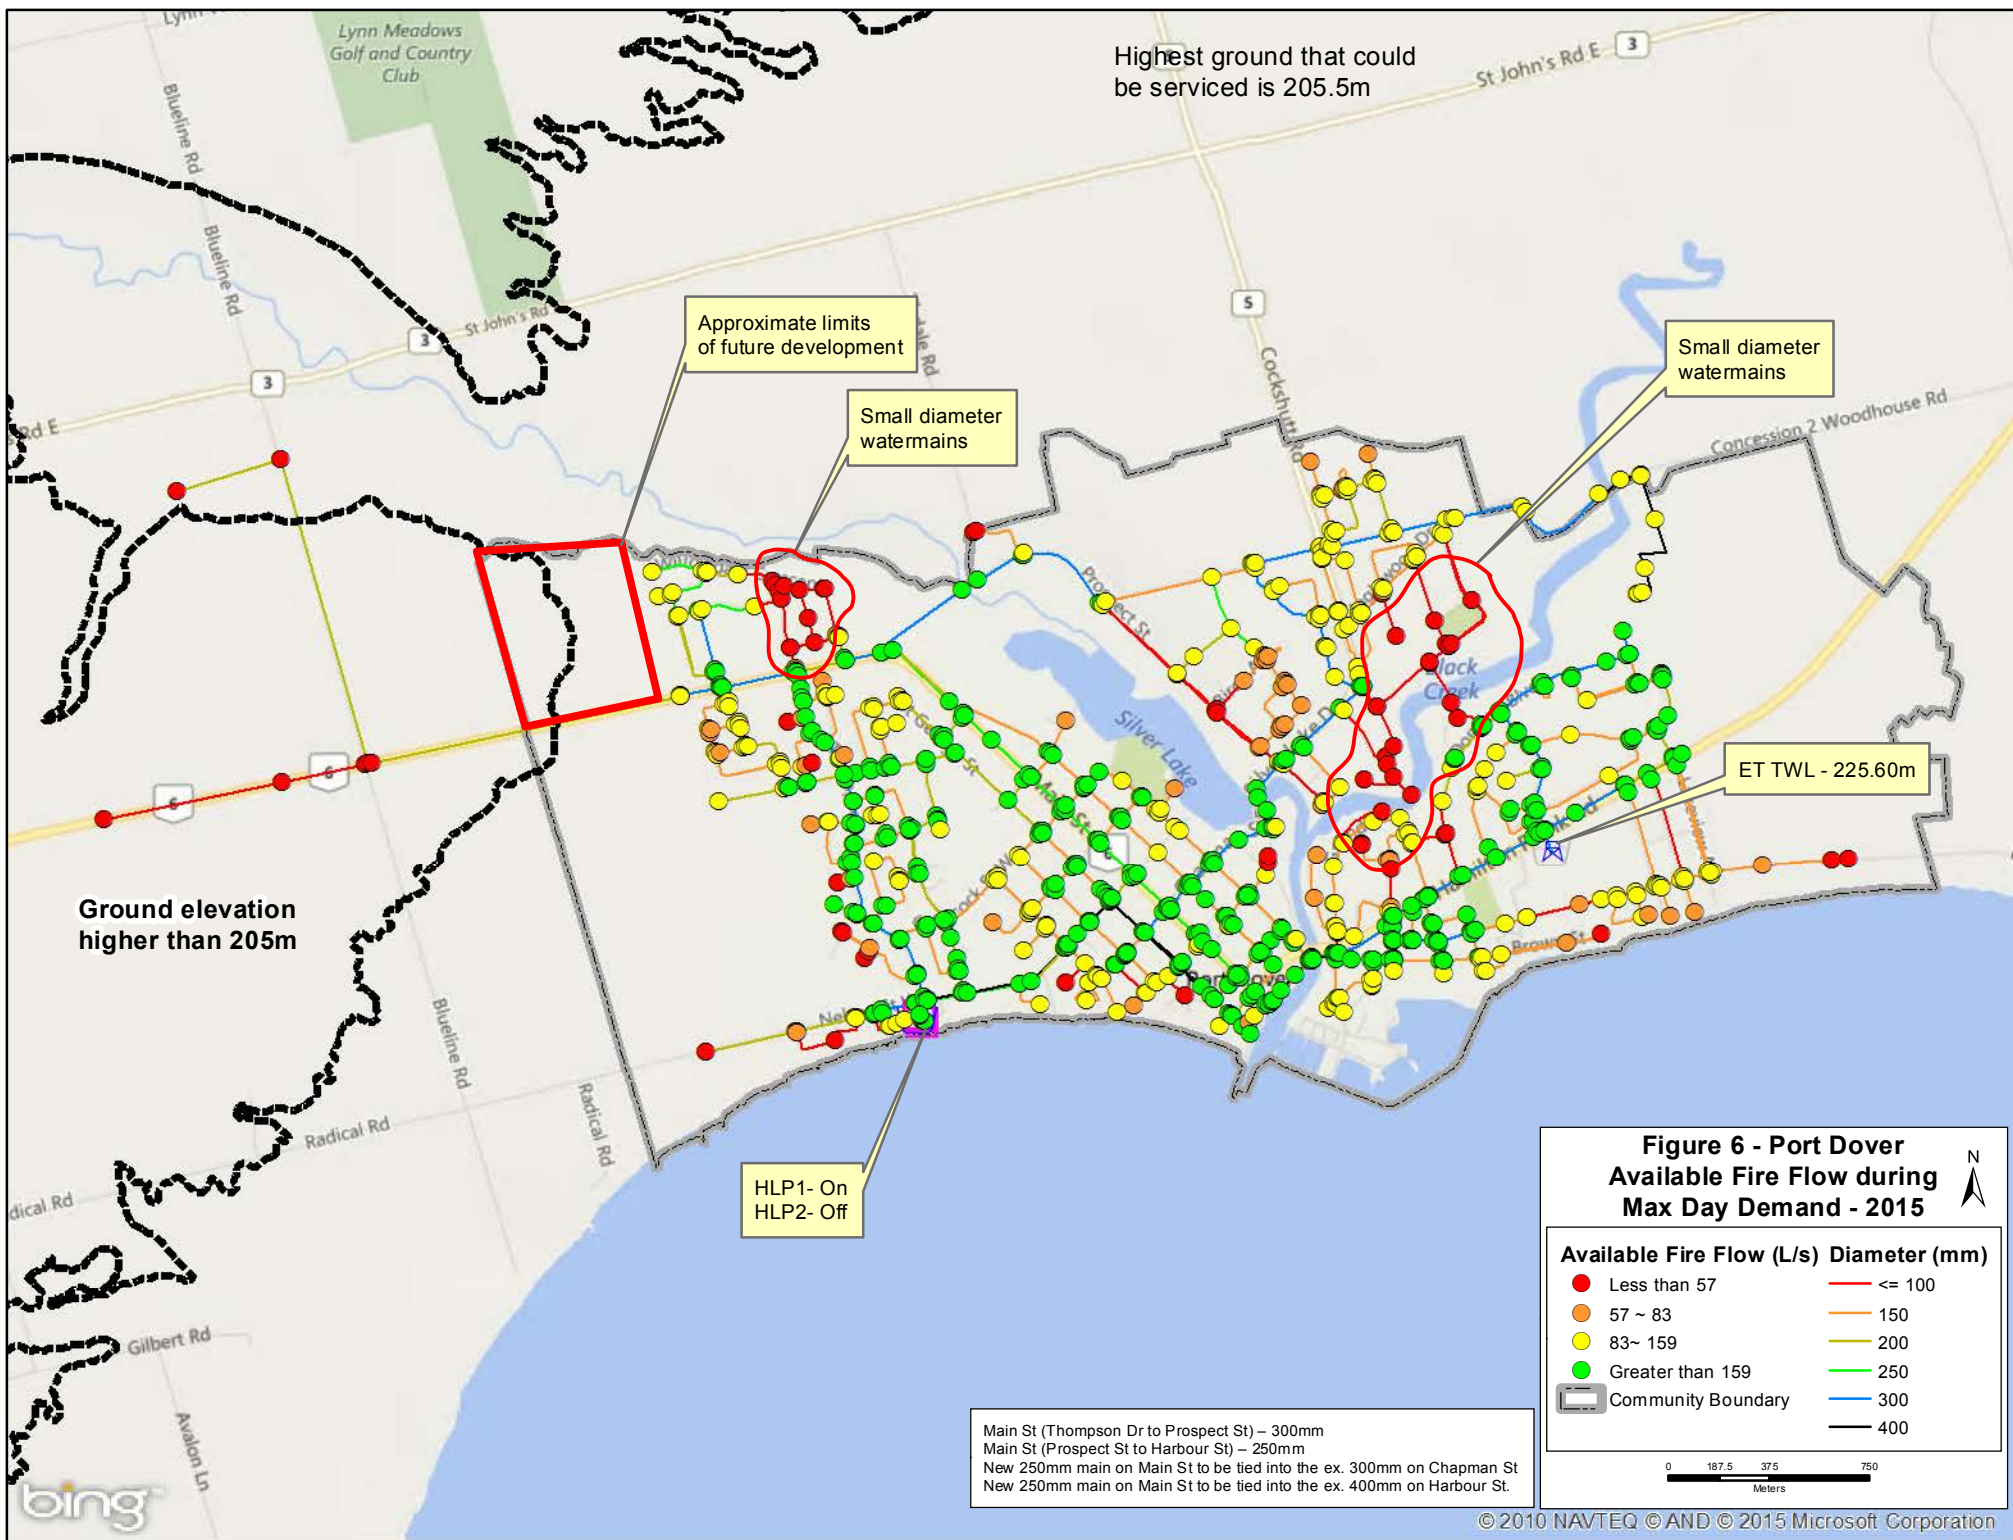 Lynn Meadows
Golf and Country
Club
Highest ground that could
be serviced is 205.5m
St John's Rd E
3
Blueline Rd
Blueline Rd
5
St John's Rd
3
3
Approximate limits
of future development
Small diameter
watermains
Cockshutt Rd
Small diameter
watermains
Concession 2 Woodhouse Rd
Prospect St
Silver Lake
Black
Creek
ET TWL - 225.60m
6
6
6
Main St
Ground elevation
higher than 205m
Brown St
Blueline Rd
Radical Rd
Radical Rd
HLP1- On
HLP2- Off
Gilbert Rd
Avalon Ln
Figure 6 - Port Dover
Available Fire Flow during
Max Day Demand - 2015
N
Available Fire Flow (L/s) Diameter (mm)
Less than 57 <= 100
57 ~ 83 150
83~ 159 200
Greater than 159 250
Community Boundary 300
400
0 187.5 375 750
Meters
Main St (Thompson Dr to Prospect St) – 300mm
Main St (Prospect St to Harbour St) – 250mm
New 250mm main on Main St to be tied into the ex. 300mm on Chapman St
New 250mm main on Main St to be tied into the ex. 400mm on Harbour St.
bing
© 2010 NAVTEQ © AND © 2015 Microsoft Corporation